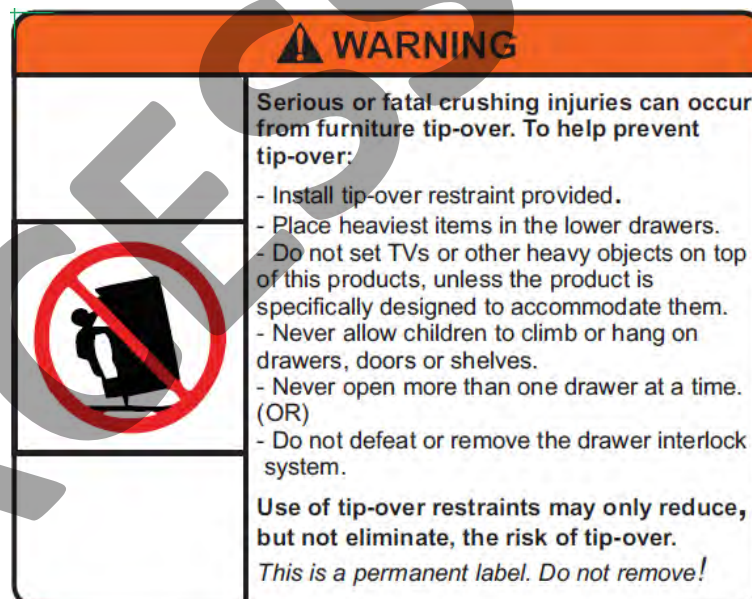 WARNING
Serious or fatal crushing injuries can occur
from furniture tip-over. To help prevent
tip-over:
- Install tip-over restraint provided.
- Place heaviest items in the lower drawers.
- Do not set TVs or other heavy objects on top
of this products, unless the product is
specifically designed to accommodate them.
- Never allow children to climb or hang on
drawers, doors or shelves.
- Never open more than one drawer at a time.
(OR)
- Do not defeat or remove the drawer interlock
system.
Use of tip-over restraints may only reduce,
but not eliminate, the risk of tip-over.
This is a permanent label. Do not remove!